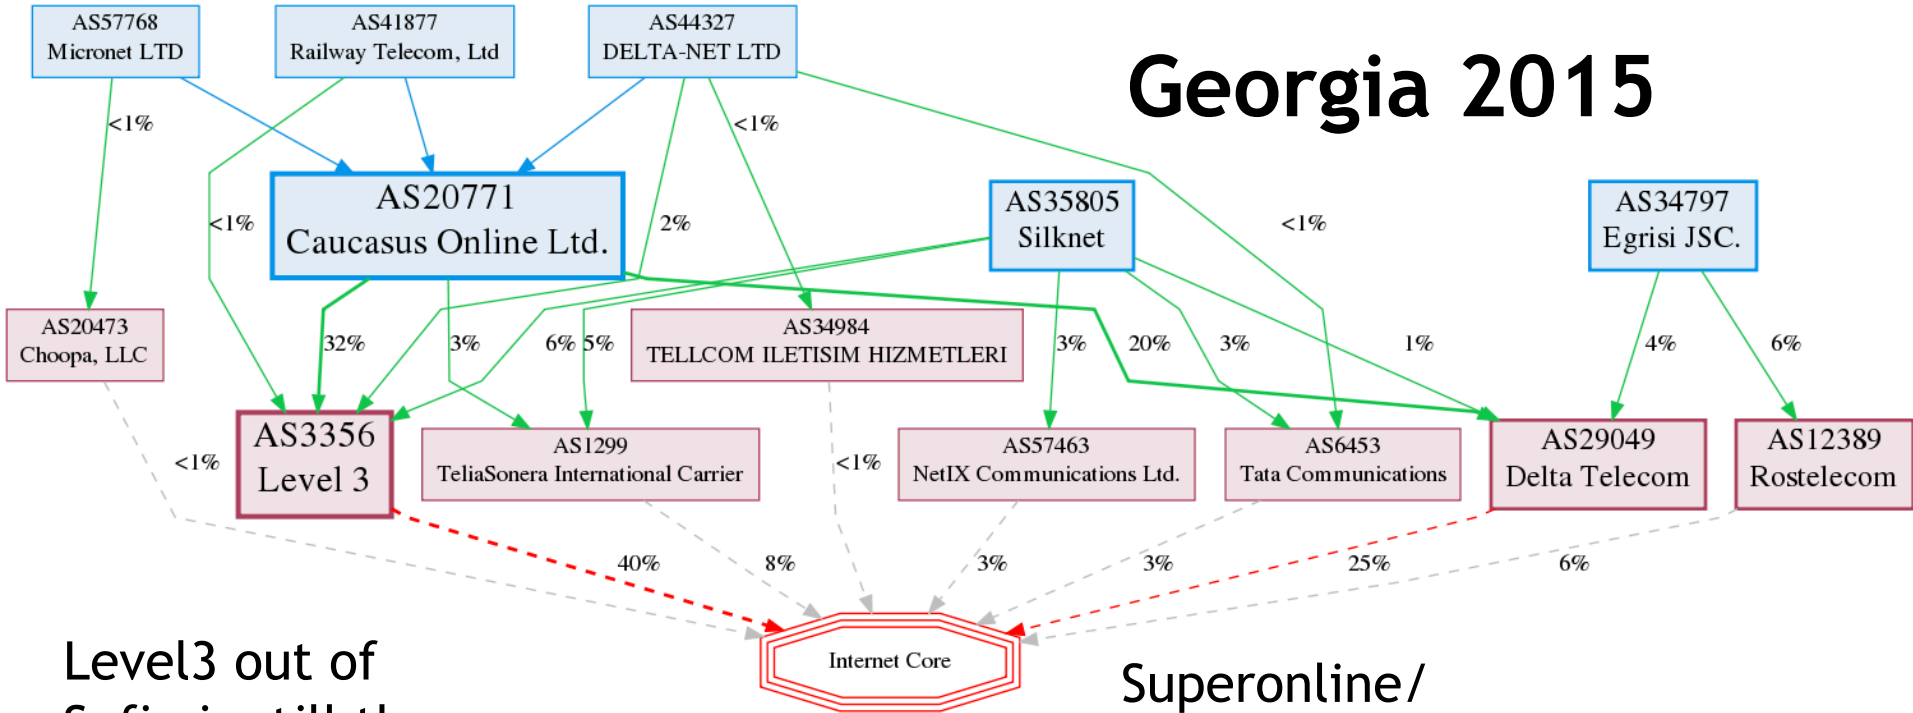 AS57768
Micronet LTD
AS41877
Railway Telecom, Ltd
AS44327
DELTA-NET LTD
Georgia 2015
<1%
<1%
AS20771
Caucasus Online Ltd.
AS35805
Silknet
AS34797
Egrisi JSC.
<1%
2%
<1%
AS20473
Choopa, LLC
AS34984
TELLCOM ILETISIM HIZMETLERI
32%
3%
6%
5%
3%
20%
3%
1%
4%
6%
AS3356
Level 3
AS1299
TeliaSonera International Carrier
AS57463
NetIX Communications Ltd.
AS6453
Tata Communications
AS29049
Delta Telecom
AS12389
Rostelecom
<1%
<1%
40%
8%
3%
3%
25%
6%
Internet Core
Level3 out of
Superonline/